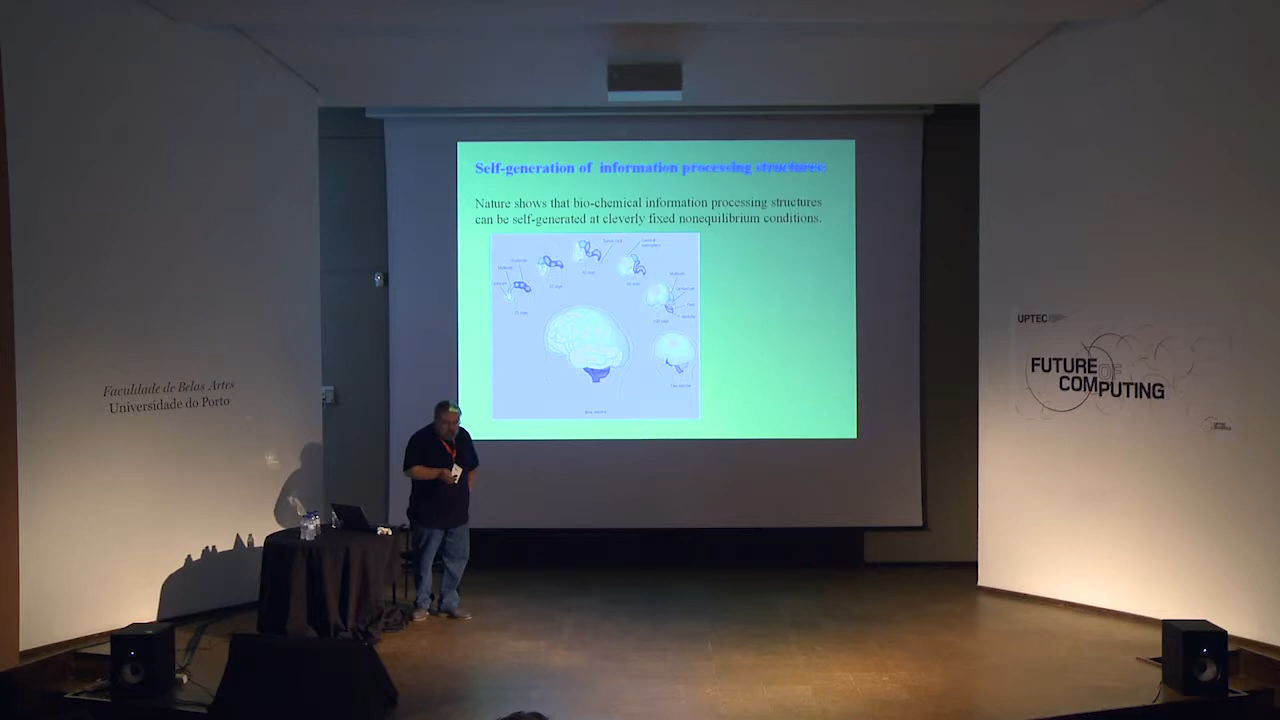 Self-generation of information processing structures:
Nature shows that bio-chemical information processing structures
can be self-generated at cleverly fixed nonequilibrium conditions.
Faculdade de Belas Artes
Universidade do Porto
UPTEC
FUTURE OF
COMPUTING